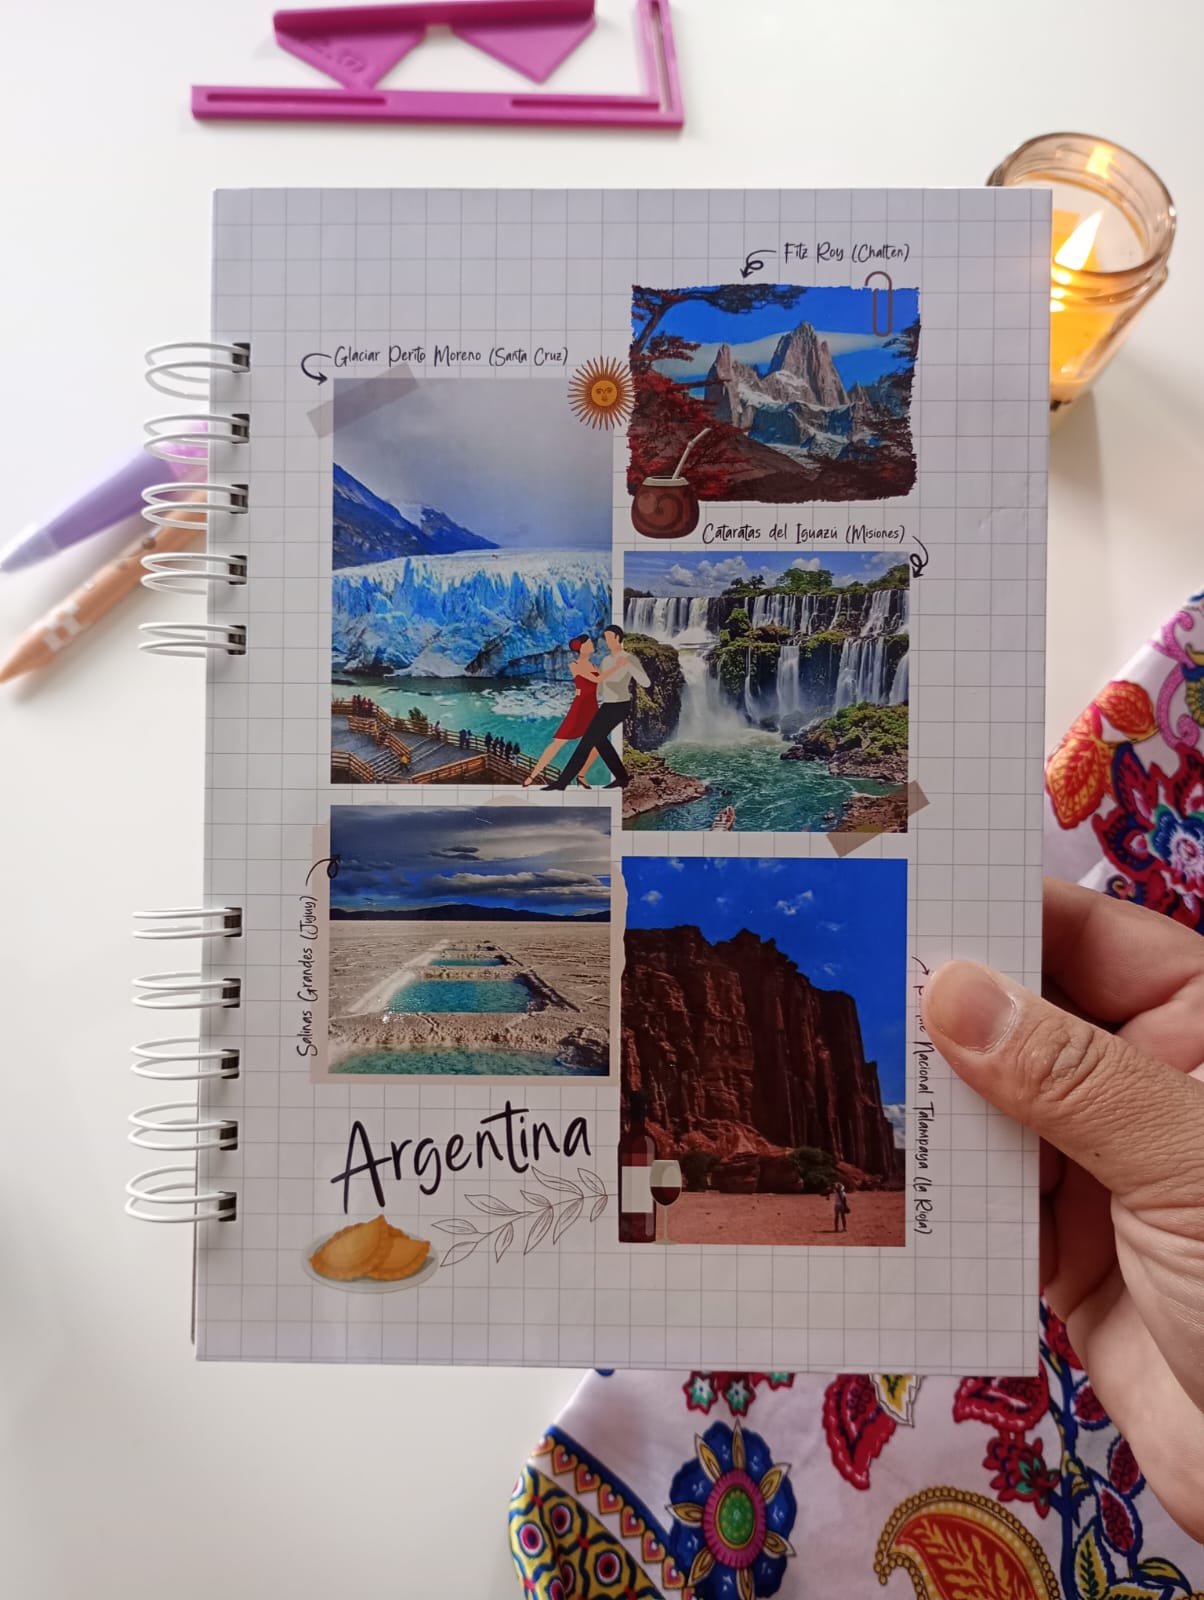 Fitz Roy (Chalten)
Glaciar Perito Moreno (Santa Cruz)
Cataratas del Iguazú (Misiones)
Salinas Grandes (Jujuy)
Nacional Talampaya (la Rioja)
Argentina